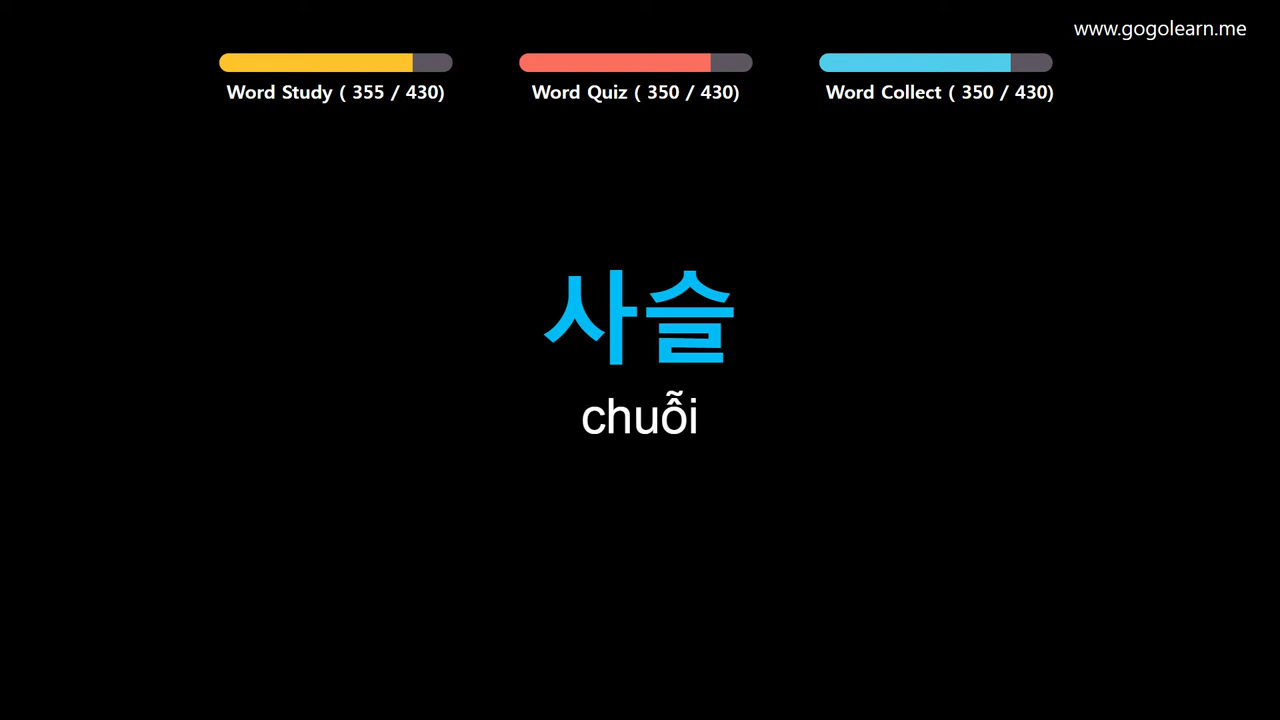 www.gogolearn.me
Word Study ( 355 / 430)
Word Quiz ( 350 / 430)
Word Collect ( 350 / 430)
사슬
chuỗi